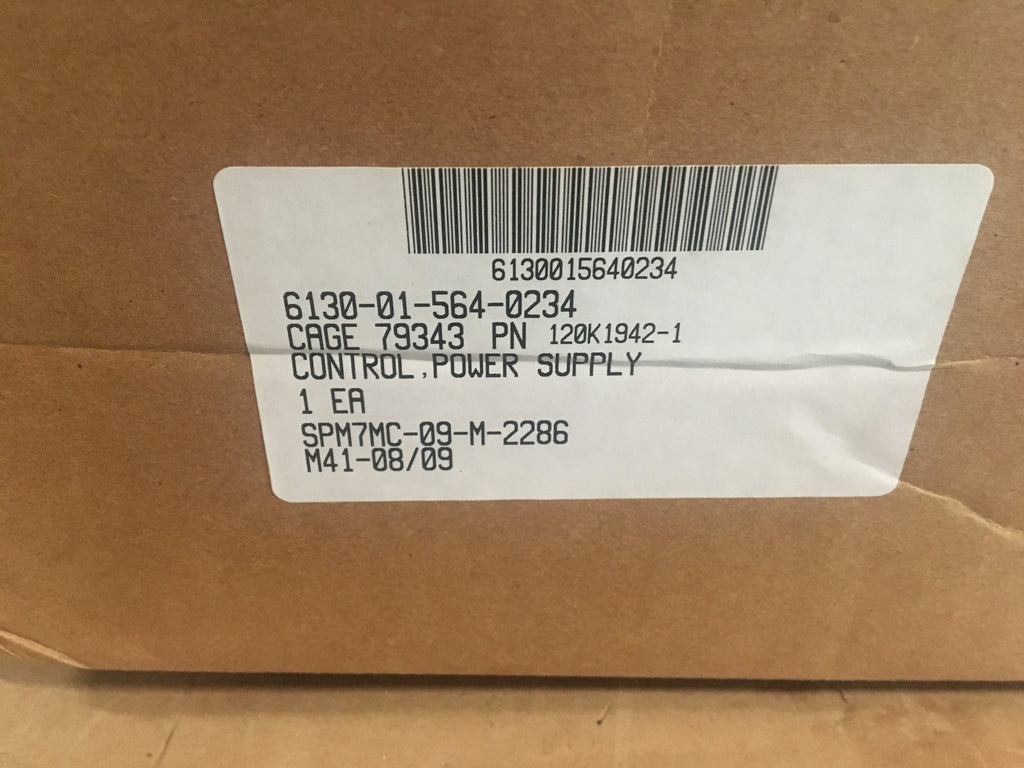 6130015640234
6130-01-564-0234
CAGE 79343 PN 120K1942-1
CONTROL,POWER SUPPLY
1 EA
SPM7MC-09-M-2286
M41-08/09